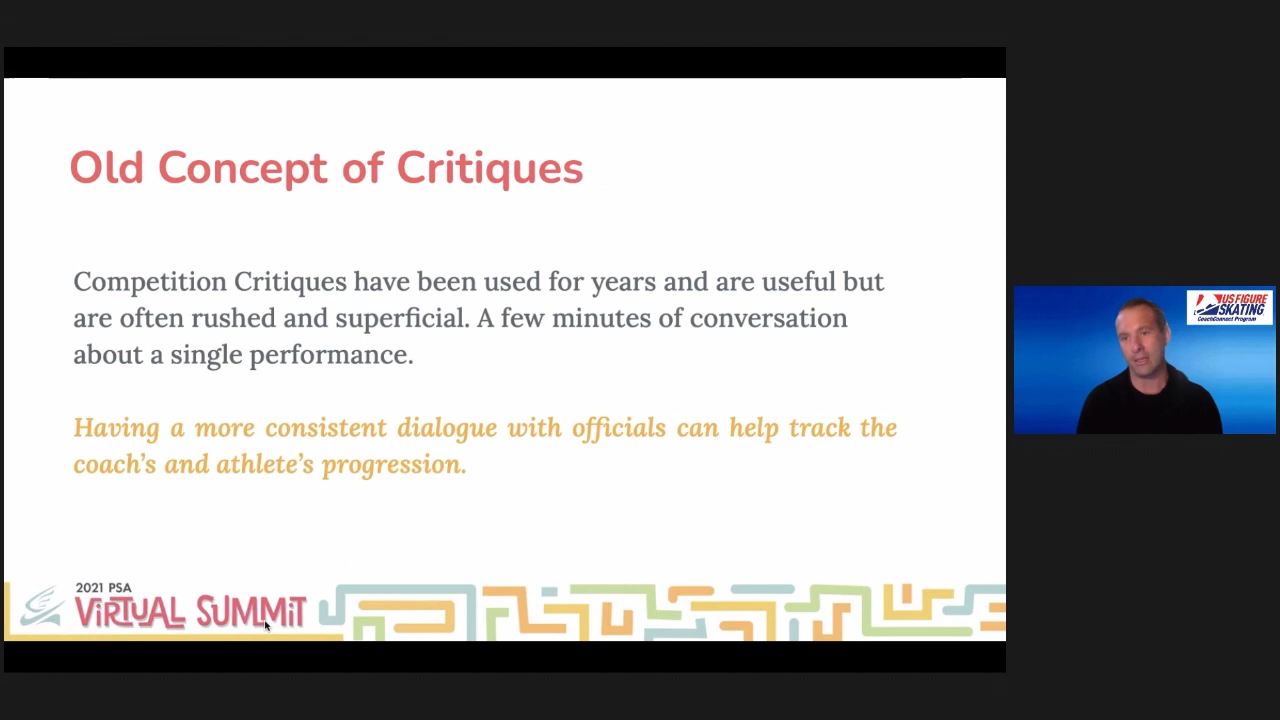 Old Concept of Critiques
Competition Critiques have been used for years and are useful but
are often rushed and superficial. A few minutes of conversation
about a single performance.
Having a more consistent dialogue with officials can help track the
coach’s and athlete’s progression.
2021 PSA
VIRTUAL SUMMIT
US FIGURE
SKATING
CoachConnect Program